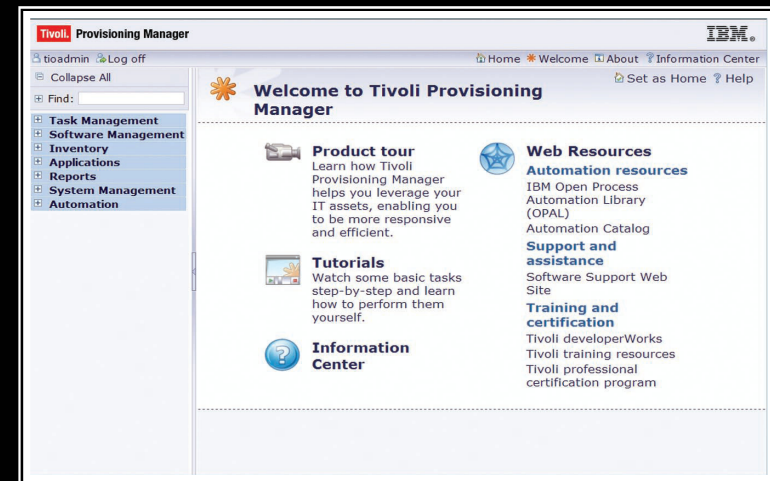 Tivoli. Provisioning Manager
IBM®
tioadmin Log off
Home Welcome About ? Information Center
Collapse All
Find:
Task Management
Software Management
Inventory
Applications
Reports
System Management
Automation
Set as Home ? Help
Welcome to Tivoli Provisioning
Manager
Product tour
Learn how Tivoli
Provisioning Manager
helps you leverage your
IT assets, enabling you
to be more responsive
and efficient.
Tutorials
Watch some basic tasks
step-by-step and learn
how to perform them
yourself.
Information
Center
Web Resources
Automation resources
IBM Open Process
Automation Library
(OPAL)
Automation Catalog
Support and
assistance
Software Support Web
Site
Training and
certification
Tivoli developerWorks
Tivoli training resources
Tivoli professional
certification program